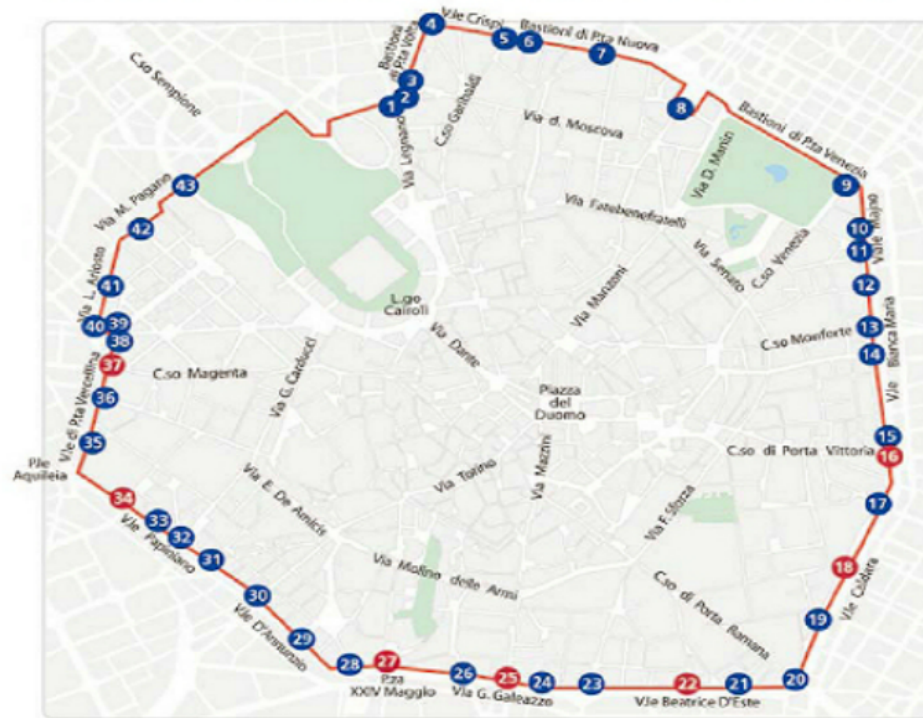 4
V.le Crispi
5
6
Bastioni di P.ta Nuova
7
Bastioni
di P.ta Volta
3
2
1
C.so Sempione
C.so Garibaldi
Via Legnano
Via d. Moscova
8
Bastioni di P.ta Venezia
Via D. Manin
9
43
Via M. Pagano
42
Via Fatebenefratelli
Via Senato
C.so Venezia
10
Viale Majno
11
Via L. Ariosto
41
12
L.go
Cairoli
Via Manzoni
40
39
38
Via Dante
C.so Monforte
13
14
V.le Bianca Maria
37
C.so Magenta
Via G. Carducci
36
V.le di P.ta Vercellina
Piazza
del
Duomo
35
15
C.so di Porta Vittoria
16
P.le
Aquileia
34
Via E. De Amicis
Via Torino
Via Mazzini
Via F. Sforza
17
33
32
V.le Papiniano
31
Via Molino delle Armi
18
V.le Caldara
30
C.so di Porta Romana
19
V.le D'Annunzio
29
28
27
P.za
XXIV Maggio
26
25
Via G. Galeazzo
24
23
22
V.le Beatrice D'Este
21
20